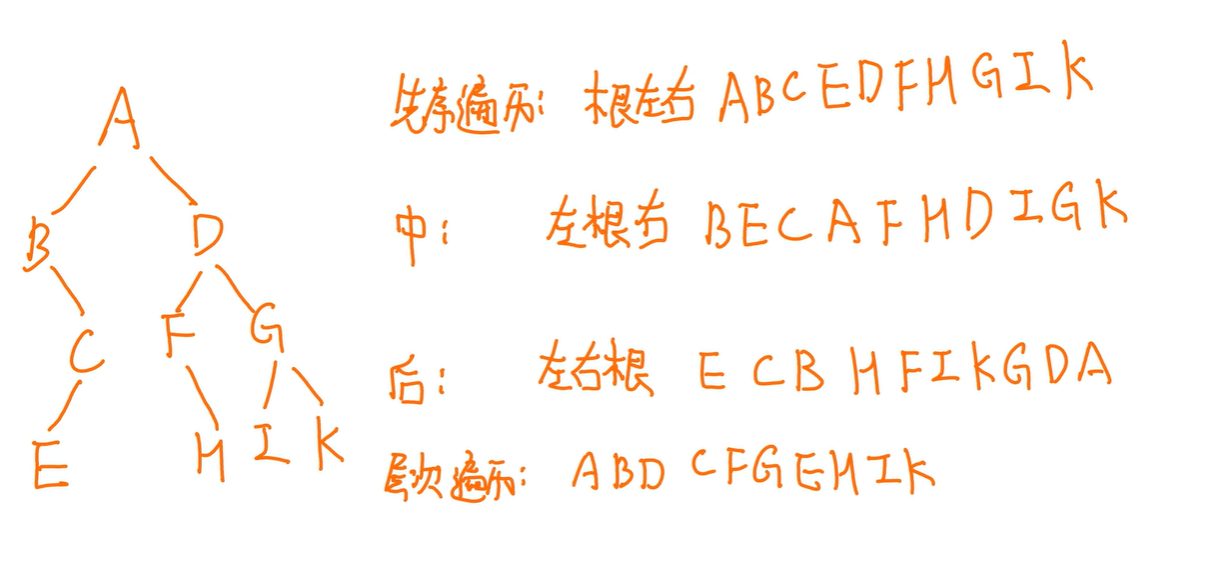 A
B D
C F G
E H I K
先序遍历: 根左右 ABCEDFHGIK
中: 左根右 BECAFHDIGK
后: 左右根 ECBHFIKGDA
层次遍历: ABDCFGEHIK